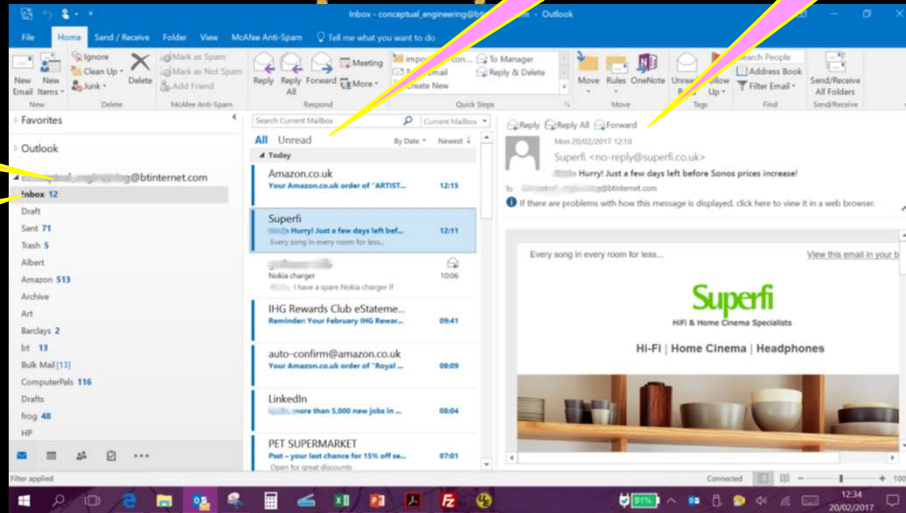 Inbox - conceptual_engineering@bt - Outlook
File Home Send / Receive Folder View McAfee Anti-Spam Tell me what you want to do
New Email
New Items
Ignore
Clean Up
Junk
Delete
Mark as Spam
Mark as Not Spam
Add Friend
Reply
Reply All
Forward
Meeting
More
To Manager
Reply & Delete
Create New
Move
Rules
OneNote
Address Book
Filter Email
Send/Receive All Folders
New Delete McAfee Anti-Spam Respond Quick Steps Move Tags Find Send/Receive
Favorites
Outlook
@btinternet.com
Inbox 12
Draft
Sent 71
Trash 5
Albert
Amazon 513
Archive
Art
Barclays 2
bt 13
Bulk Mail [13]
ComputerPals 116
Drafts
frog 48
HP
Search Current Mailbox Current Mailbox
All Unread By Date Newest ↓
Today
Amazon.co.uk
Your Amazon.co.uk order of "ARTIST... 12:15
Superfi
Hurry! Just a few days left bef... 12:11
Every song in every room for less...
Nokia charger 10:06
I have a spare Nokia charger if
IHG Rewards Club eStateme...
Reminder: Your February IHG Rewar... 09:41
auto-confirm@amazon.co.uk
Your Amazon.co.uk order of "Royal ... 08:09
LinkedIn
more than 5,000 new jobs in ... 08:04
PET SUPERMARKET
Psst – your last chance for 15% off se... 07:01
Open for great discounts
Reply Reply All Forward
Mon 20/02/2017 12:10
Superfi <no-reply@superfi.co.uk>
Hurry! Just a few days left before Sonos prices increase!
To @btinternet.com
If there are problems with how this message is displayed, click here to view it in a web browser.
Every song in every room for less... View this email in your b
Superfi
HiFi & Home Cinema Specialists
Hi-Fi | Home Cinema | Headphones
Filter applied Connected 100
91% 12:34
20/02/2017